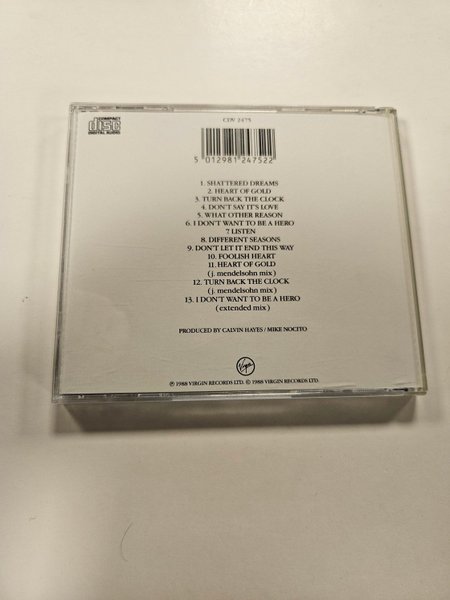 COMPACT
disc
DIGITAL AUDIO
CDV 2475
5 012981 247522
1. SHATTERED DREAMS
2. HEART OF GOLD
3. TURN BACK THE CLOCK
4. DON'T SAY IT'S LOVE
5. WHAT OTHER REASON
6. I DON'T WANT TO BE A HERO
7 LISTEN
8. DIFFERENT SEASONS
9. DON'T LET IT END THIS WAY
10. FOOLISH HEART
11. HEART OF GOLD
(j. mendelsohn mix)
12. TURN BACK THE CLOCK
(j. mendelsohn mix)
13. I DON'T WANT TO BE A HERO
(extended mix)
PRODUCED BY CALVIN HAYES / MIKE NOCITO
Virgin
℗ 1988 VIRGIN RECORDS LTD. © 1988 VIRGIN RECORDS LTD.